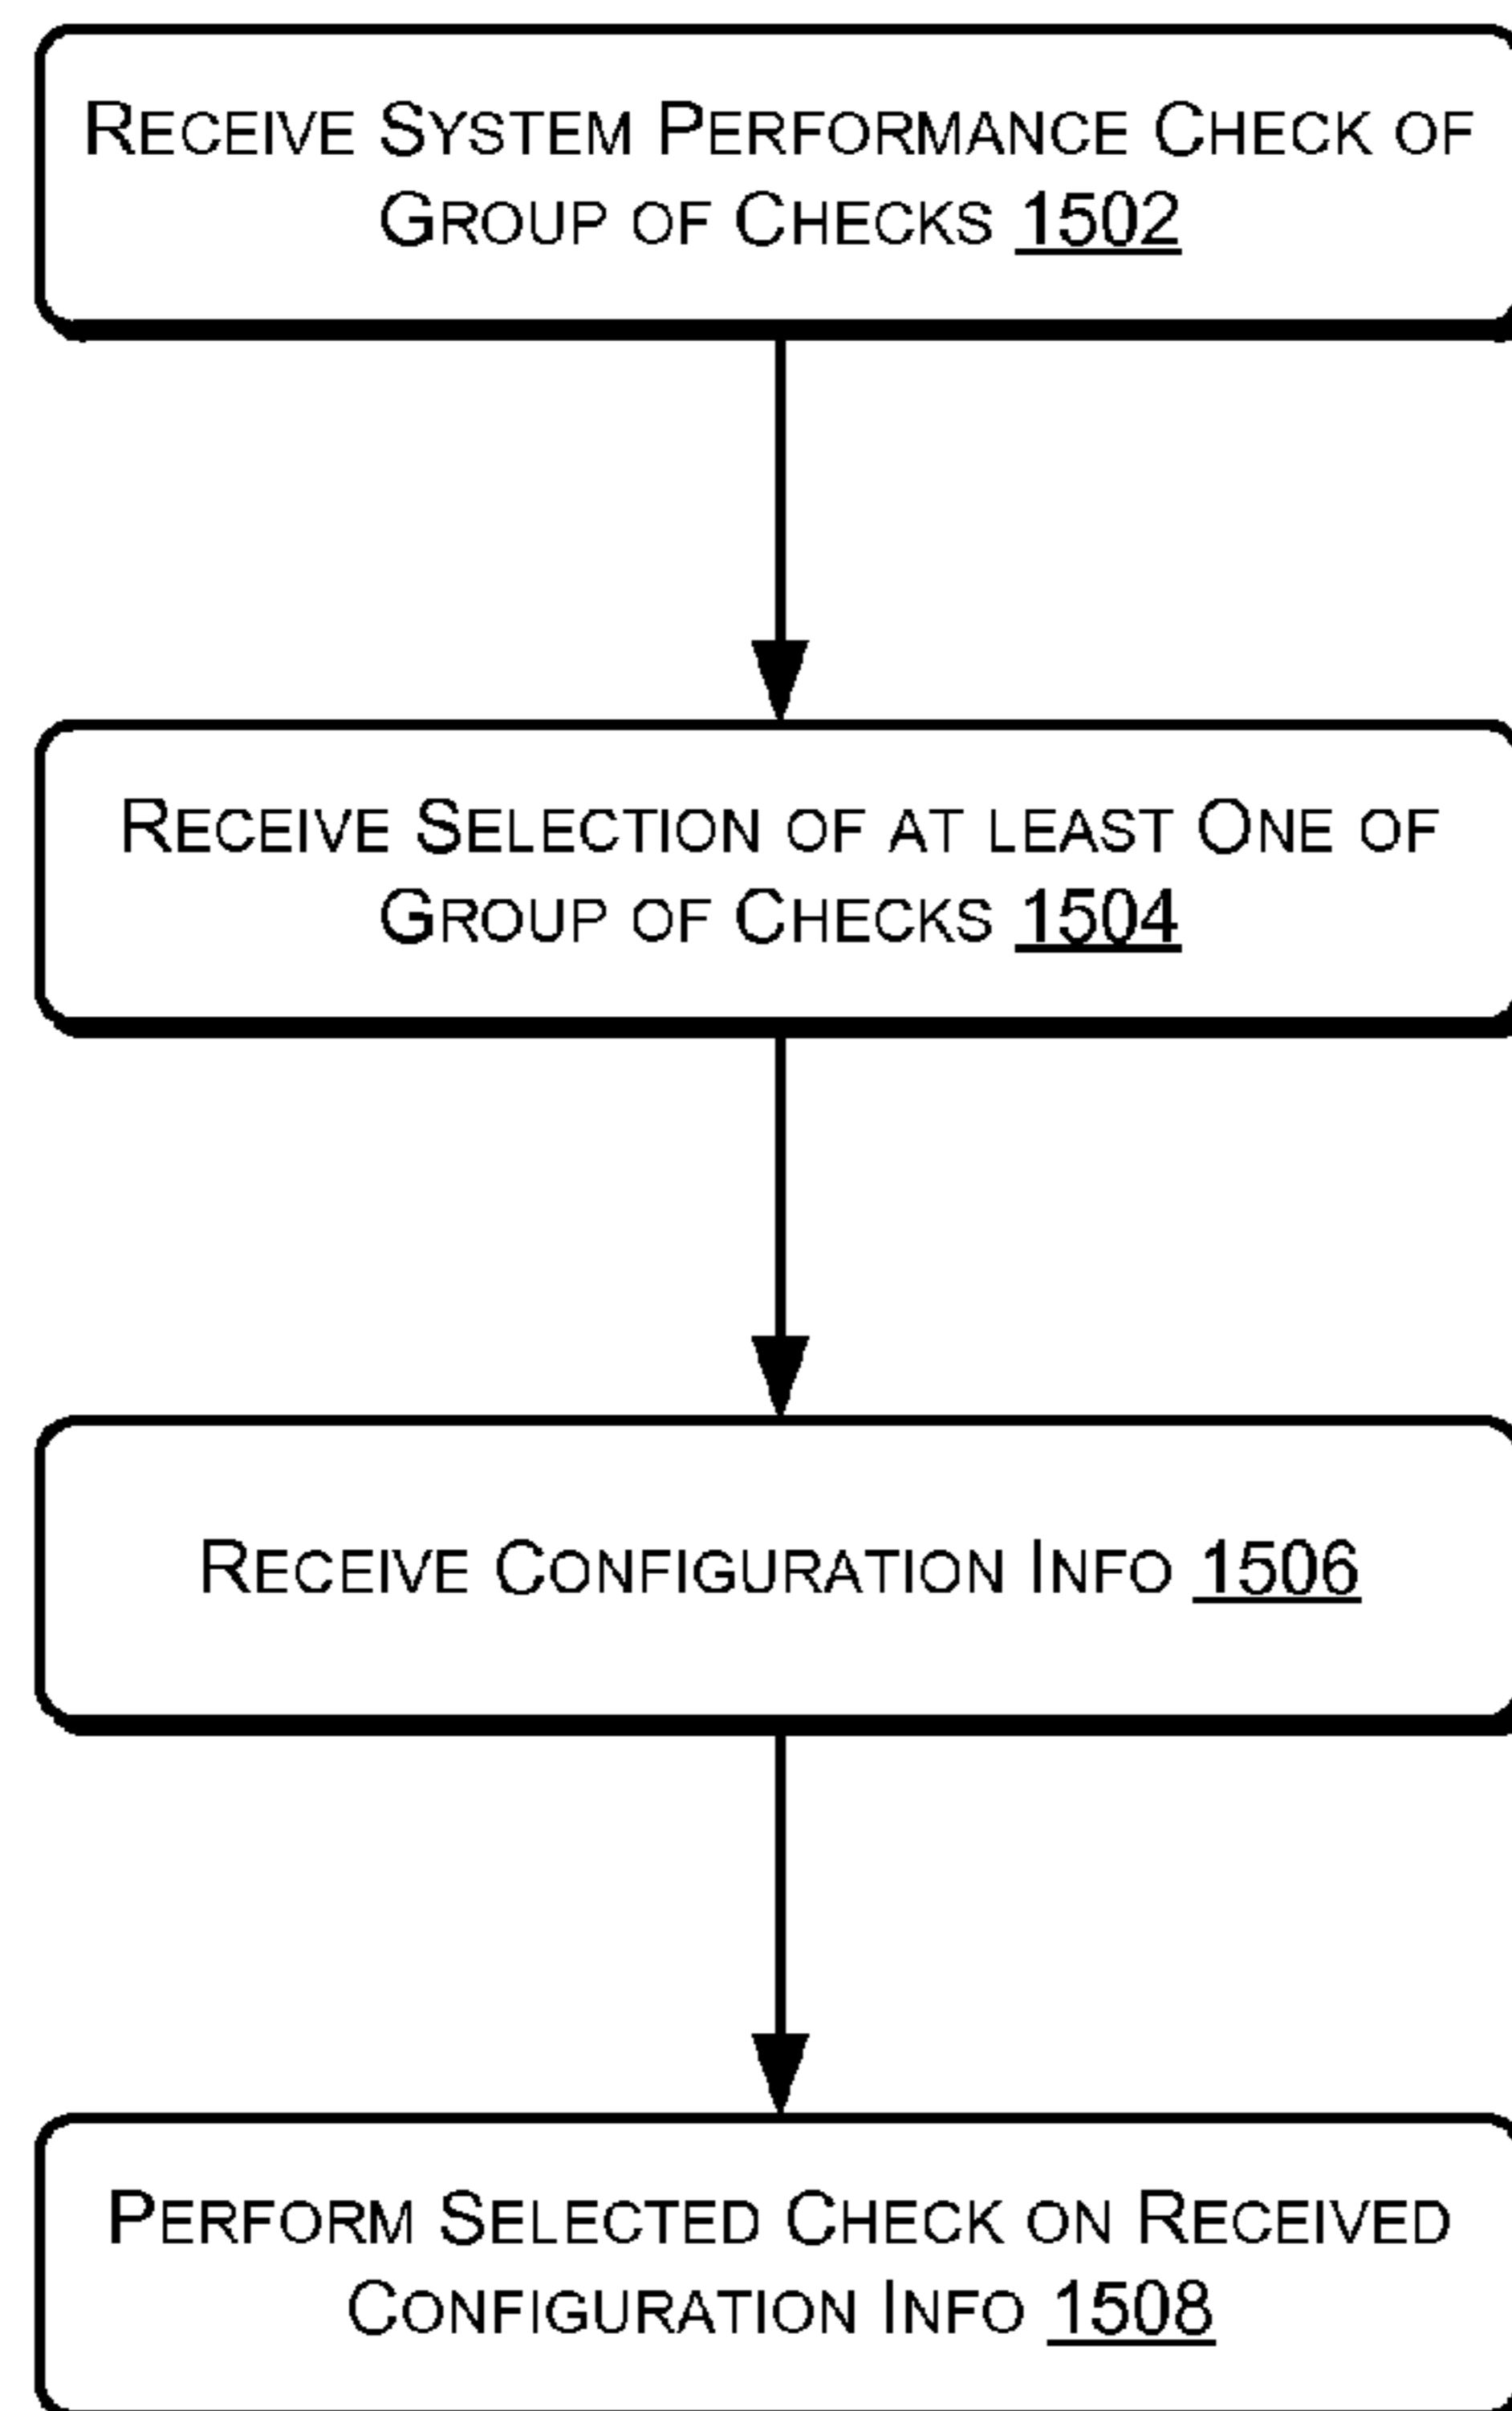 RECEIVE SYSTEM PERFORMANCE CHECK OF
GROUP OF CHECKS 1502
RECEIVE SELECTION OF AT LEAST ONE OF
GROUP OF CHECKS 1504
RECEIVE CONFIGURATION INFO 1506
PERFORM SELECTED CHECK ON RECEIVED
CONFIGURATION INFO 1508